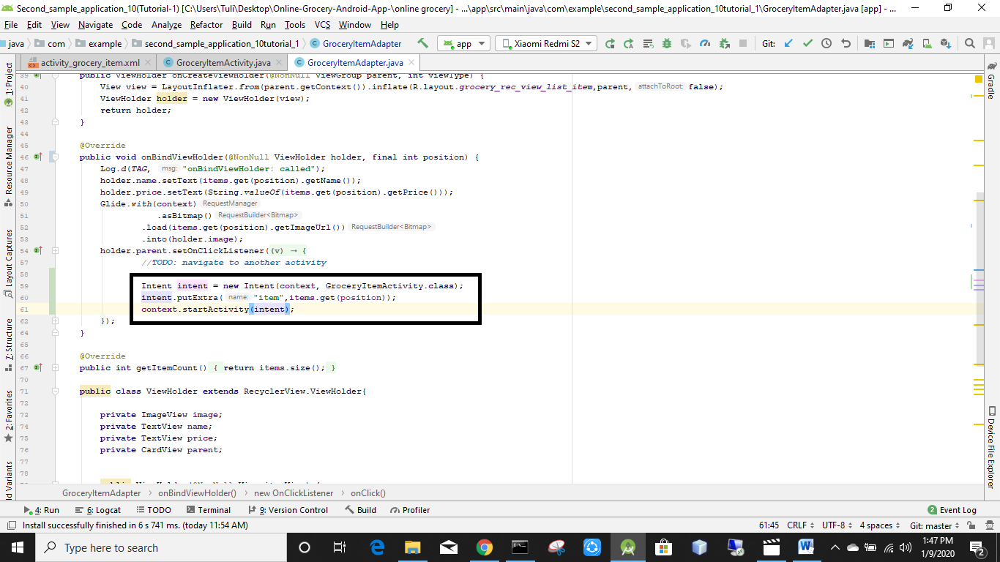 Second_sample_application_10(Tutorial-1) [C:\Users\Tuli\Desktop\Online-Grocery-Android-App-\online grocery] - ...\app\src\main\java\com\example\second_sample_application_10tutorial_1\GroceryItemAdapter.java [app] - ...
File Edit View Navigate Code Analyze Refactor Build Run Tools VCS Window Help
java com example second_sample_application_10tutorial_1 GroceryItemAdapter app Xiaomi Redmi S2 Git:
activity_grocery_item.xml GroceryItemActivity.java GroceryItemAdapter.java
1: Project
Resource Manager
Layout Captures
7: Structure
2: Favorites
ld Variants
Gradle
Device File Explorer
39 public ViewHolder onCreateViewHolder(@NonNull ViewGroup parent, int viewType) {
40 View view = LayoutInflater.from(parent.getContext()).inflate(R.layout.grocery_rec_view_list_item,parent, attachToRoot: false);
41 ViewHolder holder = new ViewHolder(view);
42 return holder;
43 }
44
45 @Override
46 public void onBindViewHolder(@NonNull ViewHolder holder, final int position) {
47 Log.d(TAG, msg: "onBindViewHolder: called");
48 holder.name.setText(items.get(position).getName());
49 holder.price.setText(String.valueOf(items.get(position).getPrice()));
50 Glide.with(context) RequestManager
51 .asBitmap() RequestBuilder<Bitmap>
52 .load(items.get(position).getImageUrl()) RequestBuilder<Bitmap>
53 .into(holder.image);
54 holder.parent.setOnClickListener((v) → {
57 //TODO: navigate to another activity
58
59 Intent intent = new Intent(context, GroceryItemActivity.class);
60 intent.putExtra( name: "item",items.get(position));
61 context.startActivity(intent);
62 });
64 }
65
66 @Override
67 public int getItemCount() { return items.size(); }
70
71 public class ViewHolder extends RecyclerView.ViewHolder{
72
73 private ImageView image;
74 private TextView name;
75 private TextView price;
76 private CardView parent;
77
78
GroceryItemAdapter › onBindViewHolder() › new OnClickListener › onClick()
4: Run 6: Logcat TODO Terminal 9: Version Control Build Profiler 2 Event Log
Install successfully finished in 6 s 741 ms. (today 11:54 AM) 61:45 CRLF UTF-8 4 spaces Git: master
Type here to search
1:47 PM
1/9/2020
2